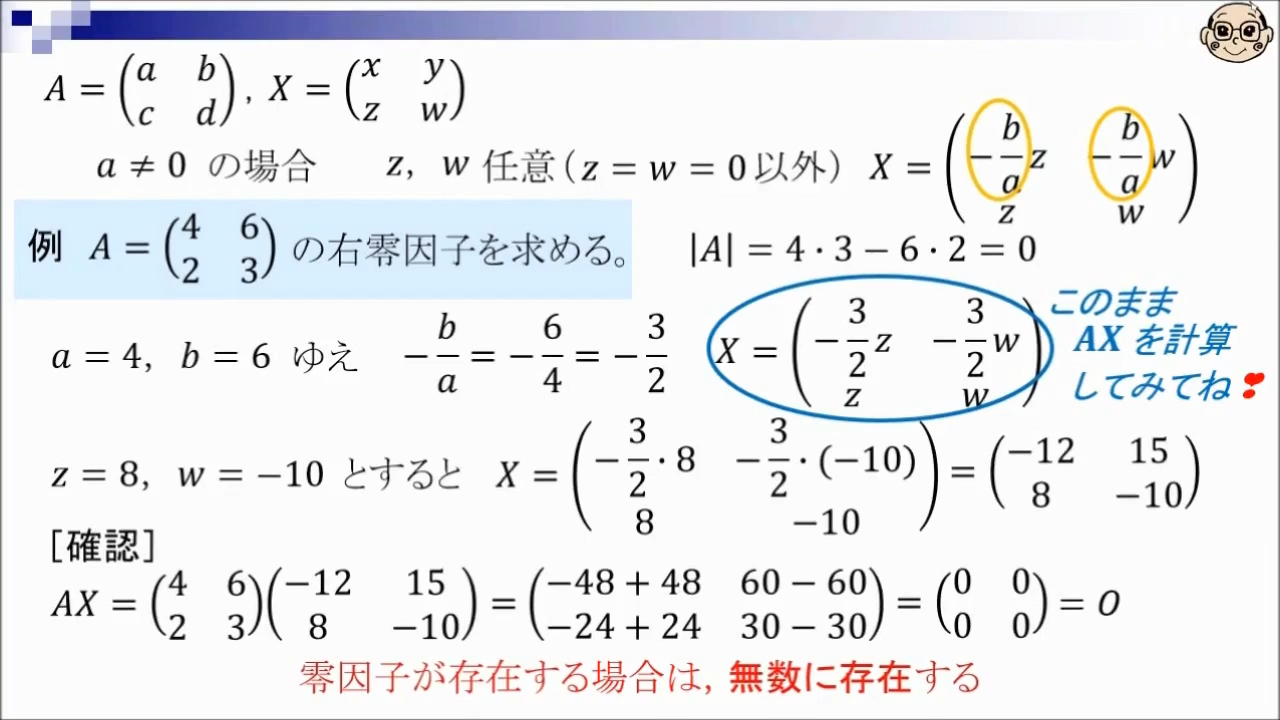 A = (a b / c d), X = (x y / z w)
a ≠ 0 の場合 z, w 任意(z = w = 0以外) X = (−b/a z −b/a w / z w)
例 A = (4 6 / 2 3) の右零因子を求める。 |A| = 4・3 − 6・2 = 0
a = 4, b = 6 ゆえ −b/a = −6/4 = −3/2 X = (−3/2 z −3/2 w / z w)
このまま
AX を計算
してみてね❣
z = 8, w = −10 とすると X = (−3/2・8 −3/2・(−10) / 8 −10) = (−12 15 / 8 −10)
[確認]
AX = (4 6 / 2 3)(−12 15 / 8 −10) = (−48 + 48 60 − 60 / −24 + 24 30 − 30) = (0 0 / 0 0) = O
零因子が存在する場合は, 無数に存在する